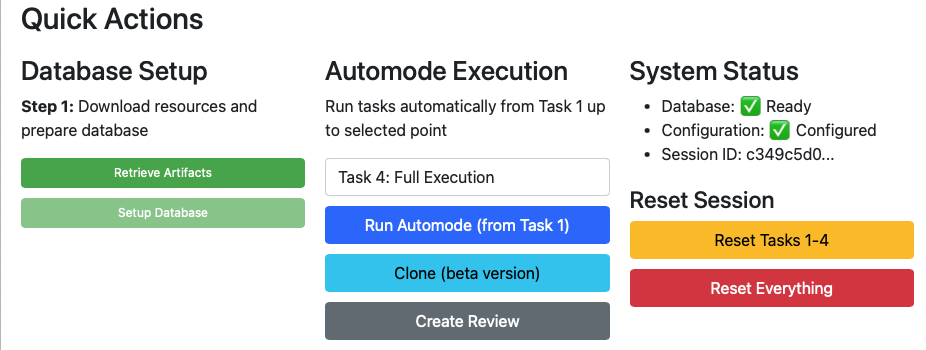 Quick Actions
Database Setup
Step 1: Download resources and
prepare database
Retrieve Artifacts
Setup Database
Automode Execution
Run tasks automatically from Task 1 up
to selected point
Task 4: Full Execution
Run Automode (from Task 1)
Clone (beta version)
Create Review
System Status
• Database: ✅ Ready
• Configuration: ✅ Configured
• Session ID: c349c5d0...
Reset Session
Reset Tasks 1-4
Reset Everything